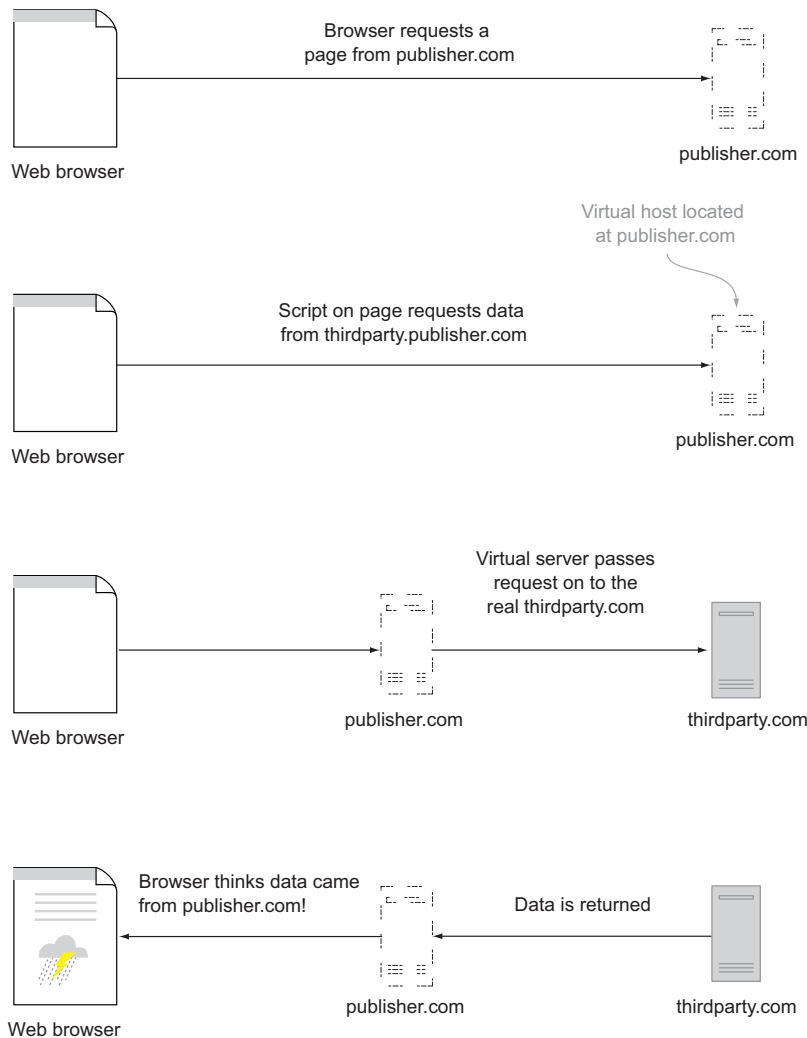 Browser requests a
page from publisher.com
Web browser
publisher.com
Virtual host located
at publisher.com
Script on page requests data
from thirdparty.publisher.com
Web browser
publisher.com
Virtual server passes
request on to the
real thirdparty.com
Web browser
publisher.com
thirdparty.com
Browser thinks data came
from publisher.com!
Data is returned
Web browser
publisher.com
thirdparty.com